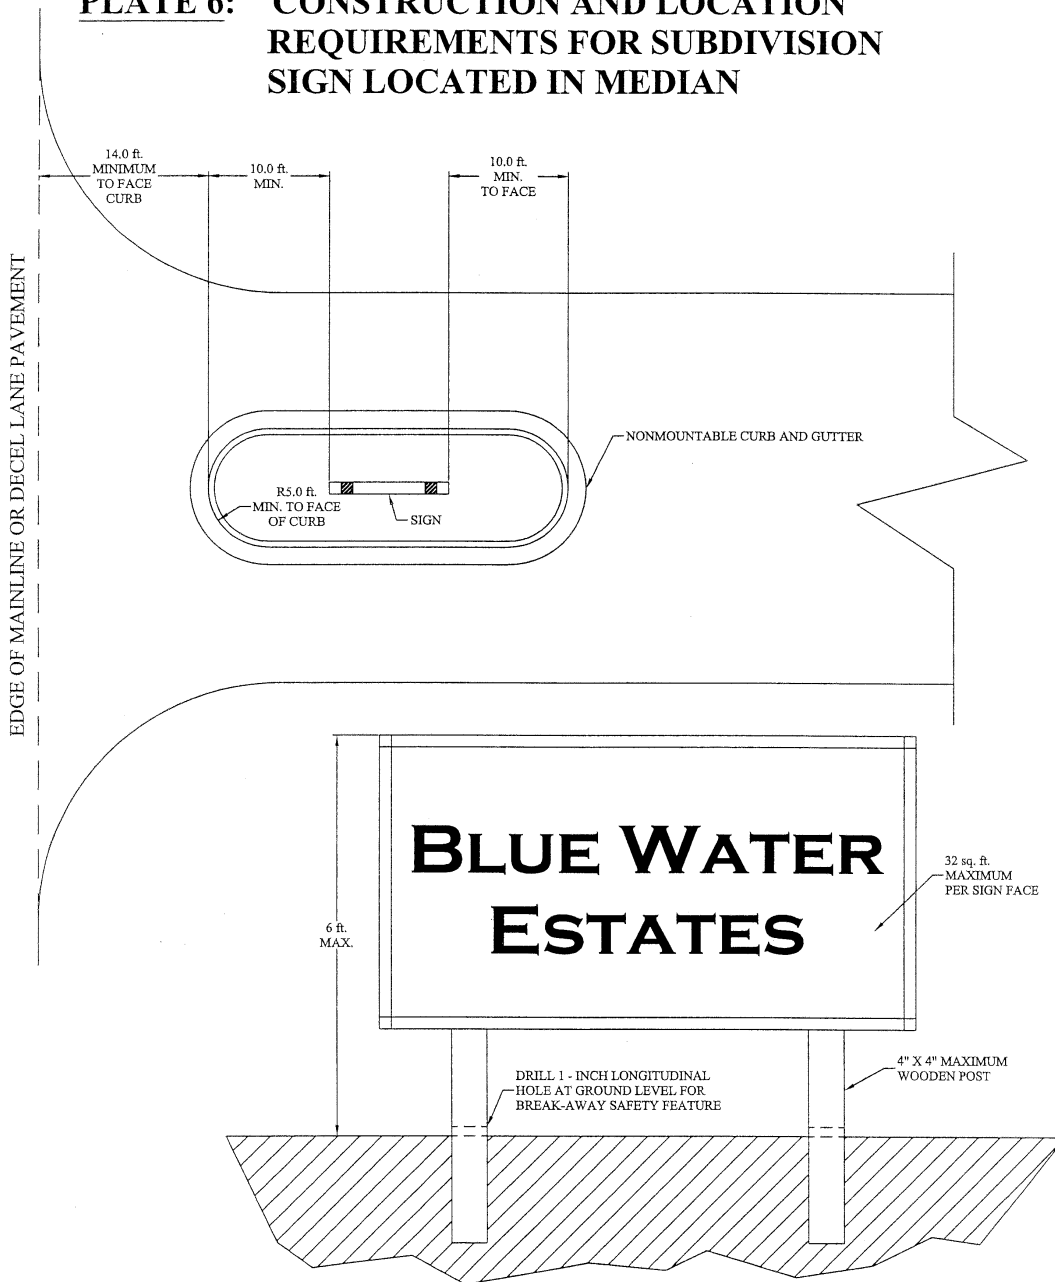 PLATE 6: CONSTRUCTION AND LOCATION
REQUIREMENTS FOR SUBDIVISION
SIGN LOCATED IN MEDIAN
14.0 ft.
MINIMUM
TO FACE
CURB
10.0 ft.
MIN.
10.0 ft.
MIN.
TO FACE
EDGE OF MAINLINE OR DECEL LANE PAVEMENT
NONMOUNTABLE CURB AND GUTTER
R5.0 ft.
MIN. TO FACE
OF CURB
SIGN
BLUE WATER
ESTATES
32 sq. ft.
MAXIMUM
PER SIGN FACE
6 ft.
MAX.
DRILL 1 - INCH LONGITUDINAL
HOLE AT GROUND LEVEL FOR
BREAK-AWAY SAFETY FEATURE
4" X 4" MAXIMUM
WOODEN POST